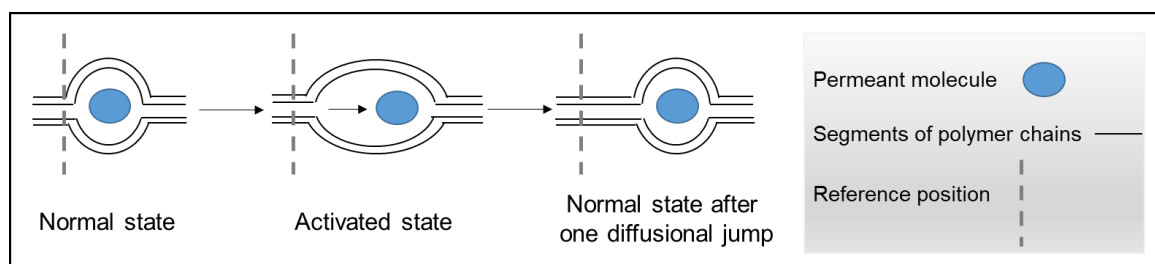 Normal state
Activated state
Normal state after
one diffusional jump
Permeant molecule
Segments of polymer chains
Reference position